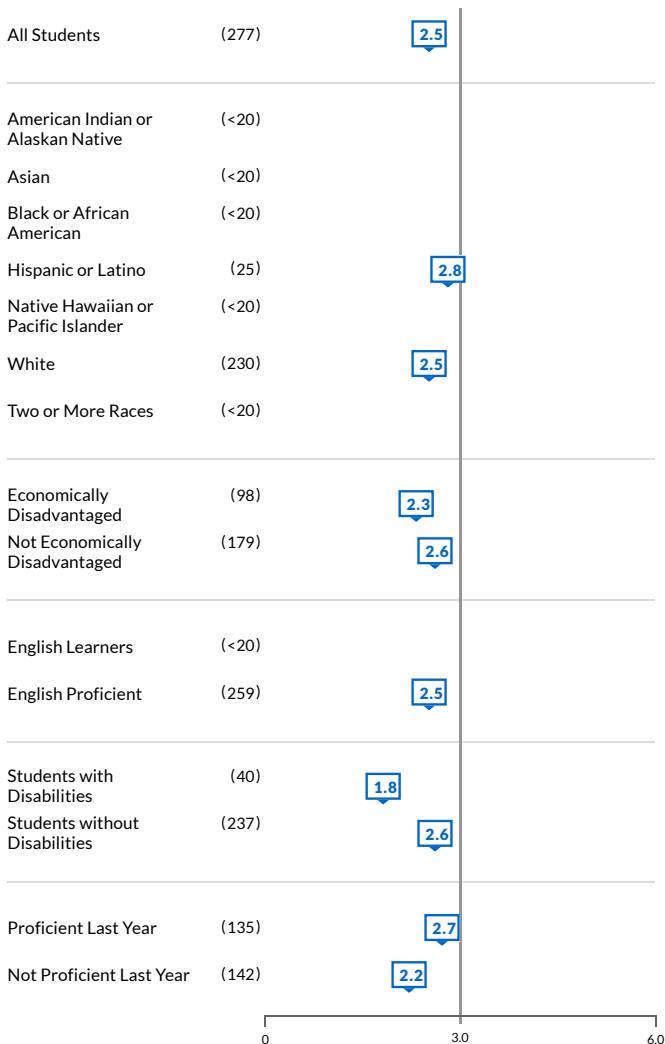 All Students (277) 2.5
American Indian or (<20)
Alaskan Native
Asian (<20)
Black or African (<20)
American
Hispanic or Latino (25) 2.8
Native Hawaiian or (<20)
Pacific Islander
White (230) 2.5
Two or More Races (<20)
Economically (98) 2.3
Disadvantaged
Not Economically (179) 2.6
Disadvantaged
English Learners (<20)
English Proficient (259) 2.5
Students with (40) 1.8
Disabilities
Students without (237) 2.6
Disabilities
Proficient Last Year (135) 2.7
Not Proficient Last Year (142) 2.2
0 3.0 6.0